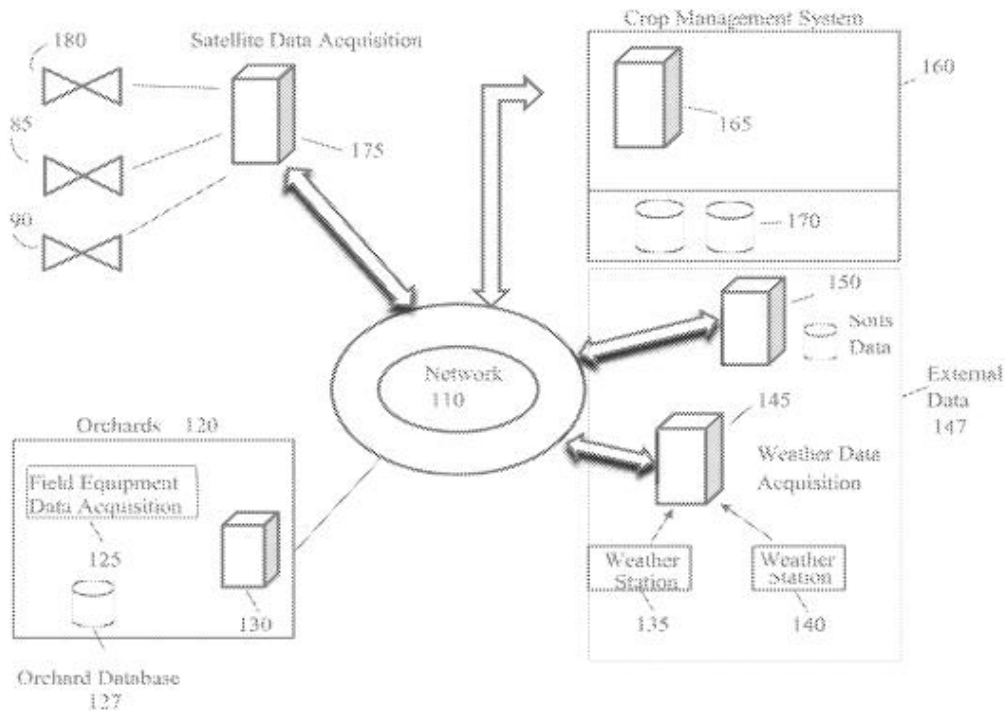 Crop Management System
180
Satellite Data Acquisition
160
85
165
175
90
170
150
Soils
Data
Network
110
External
Data
147
145
Weather Data
Acquisition
Orchards 120
Field Equipment
Data Acquisition
125
130
Weather
Station
Weather
Station
135
140
Orchard Database
127